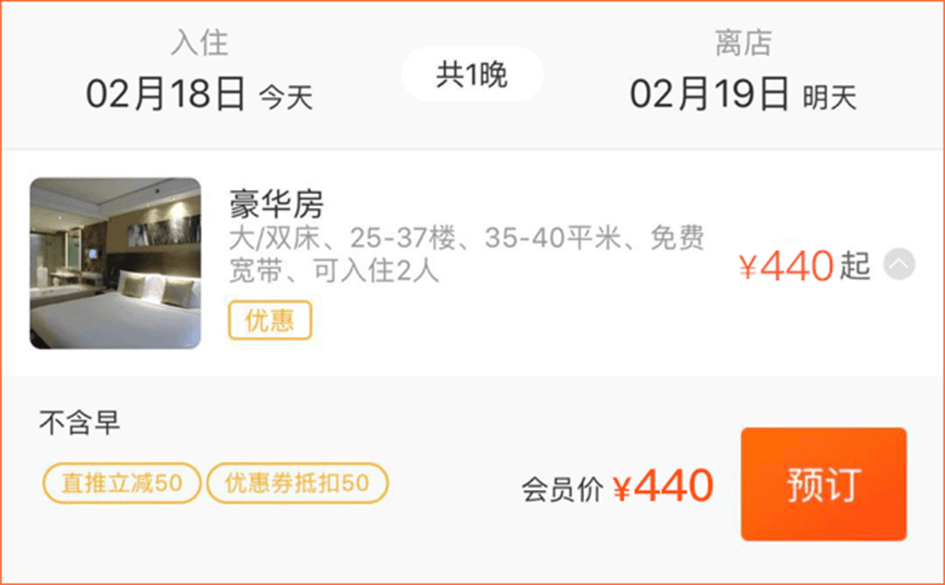 入住
离店
02月18日 今天
共1晚
02月19日 明天
豪华房
大/双床、25-37楼、35-40平米、免费
宽带、可入住2人
¥440起
优惠
不含早
直推立减50
优惠券抵扣50
会员价 ¥440
预订